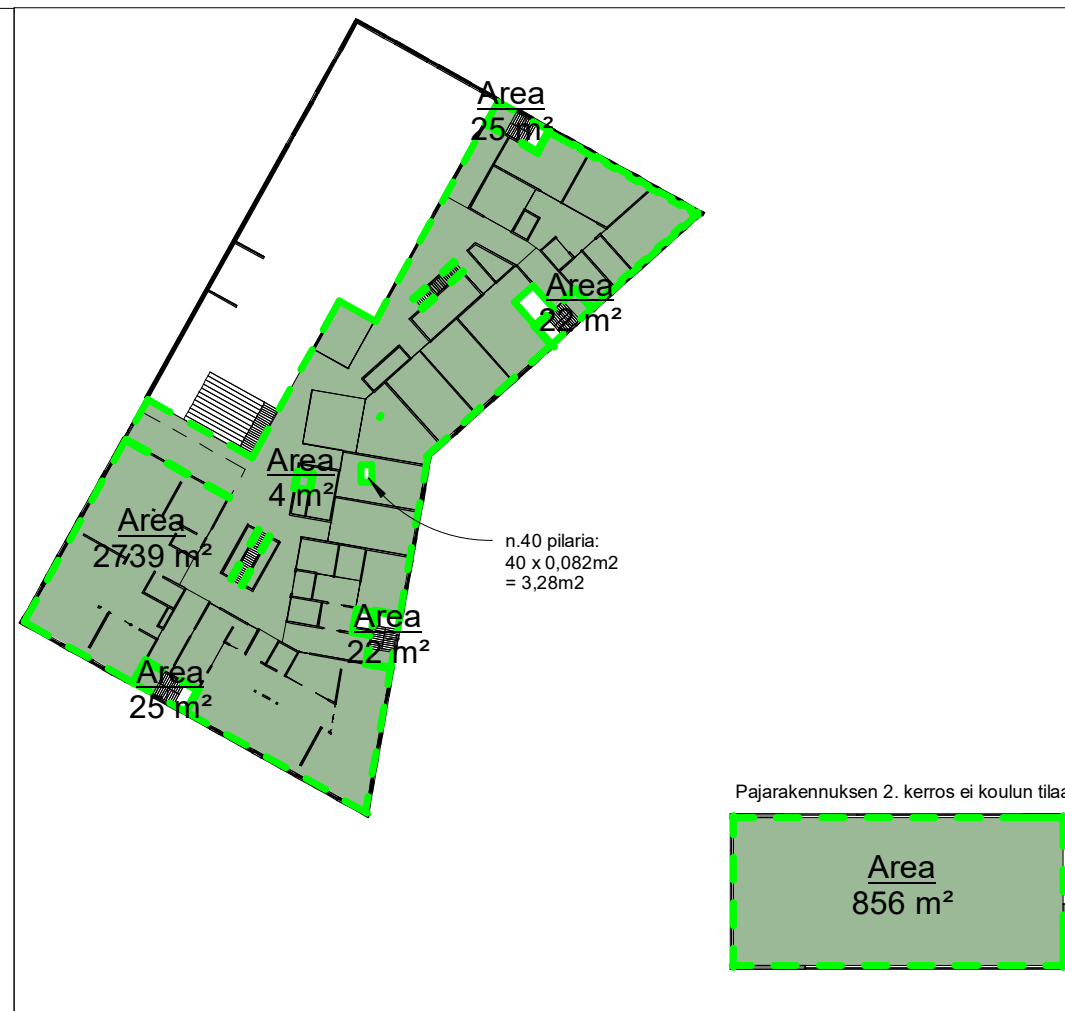 Area
25 m²
Area
22 m²
Area
4 m²
Area
2739 m²
n.40 pilaria:
40 x 0,082m2
= 3,28m2
Area
22 m²
Area
25 m²
Pajarakennuksen 2. kerros ei koulun tilaa
Area
856 m²